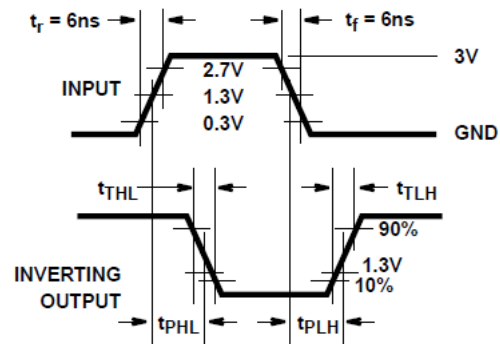 tr = 6ns
tf = 6ns
3V
INPUT
2.7V
1.3V
0.3V
GND
tTHL
tTLH
90%
INVERTING
OUTPUT
1.3V
10%
tPHL
tPLH